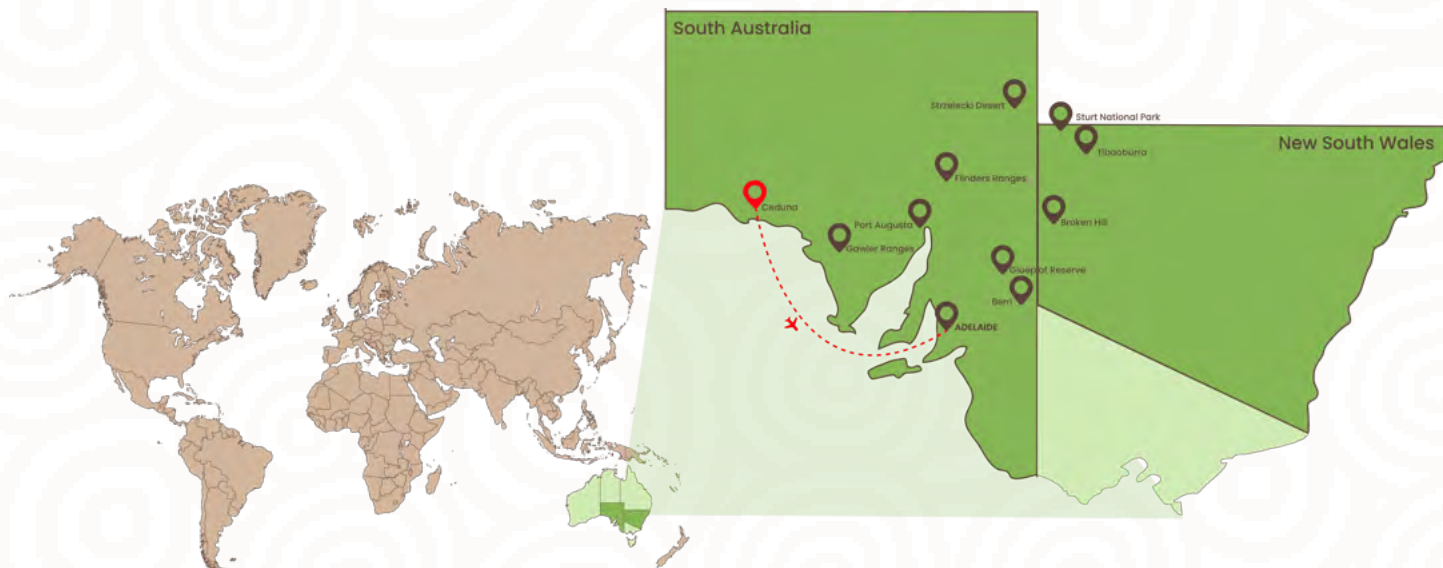 South Australia
Strzelecki Desert
Sturt National Park
Tibooburra
New South Wales
Flinders Ranges
Ceduna
Port Augusta
Broken Hill
Gawler Ranges
Gluepot Reserve
Berri
ADELAIDE